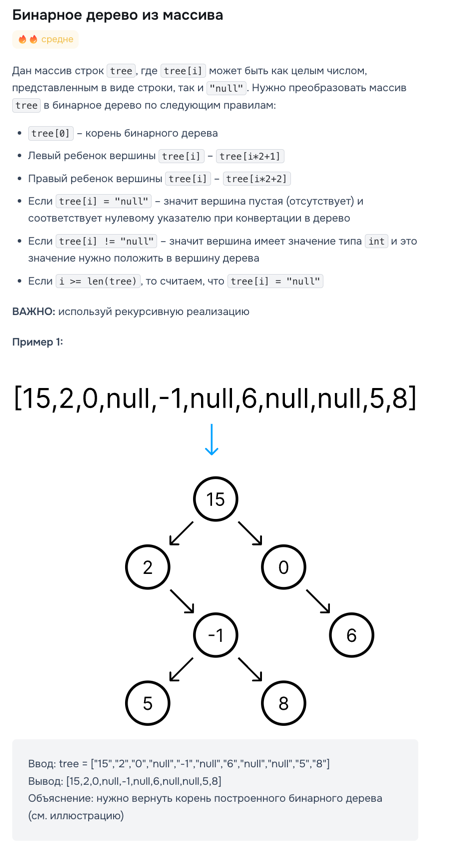 Бинарное дерево из массива
🔥🔥 средне
Дан массив строк tree, где tree[i] может быть как целым числом,
представленным в виде строки, так и "null". Нужно преобразовать массив
tree в бинарное дерево по следующим правилам:
• tree[0] – корень бинарного дерева
• Левый ребенок вершины tree[i] – tree[i*2+1]
• Правый ребенок вершины tree[i] – tree[i*2+2]
• Если tree[i] = "null" – значит вершина пустая (отсутствует) и
соответствует нулевому указателю при конвертации в дерево
• Если tree[i] != "null" – значит вершина имеет значение типа int и это
значение нужно положить в вершину дерева
• Если i >= len(tree), то считаем, что tree[i] = "null"
ВАЖНО: используй рекурсивную реализацию
Пример 1:
[15,2,0,null,-1,null,6,null,null,5,8]
15
2 0
-1 6
5 8
Ввод: tree = ["15","2","0","null","-1","null","6","null","null","5","8"]
Вывод: [15,2,0,null,-1,null,6,null,null,5,8]
Объяснение: нужно вернуть корень построенного бинарного дерева
(см. иллюстрацию)